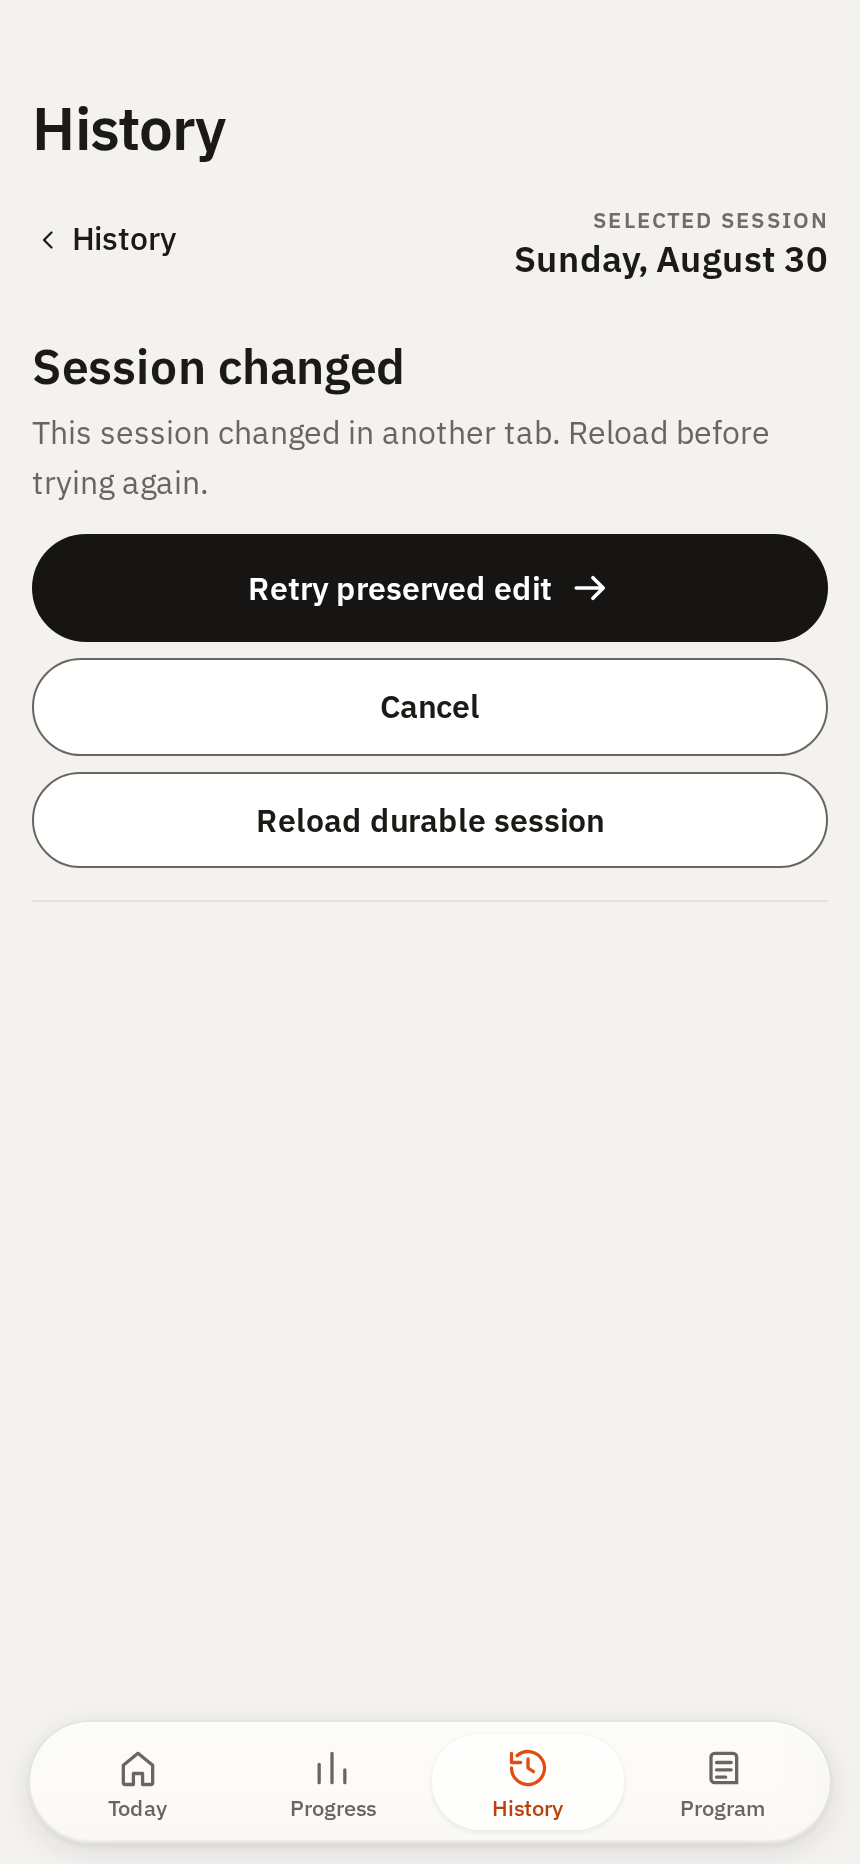 History
History
SELECTED SESSION
Sunday, August 30
Session changed
This session changed in another tab. Reload before
trying again.
Retry preserved edit
Cancel
Reload durable session
Today
Progress
History
Program